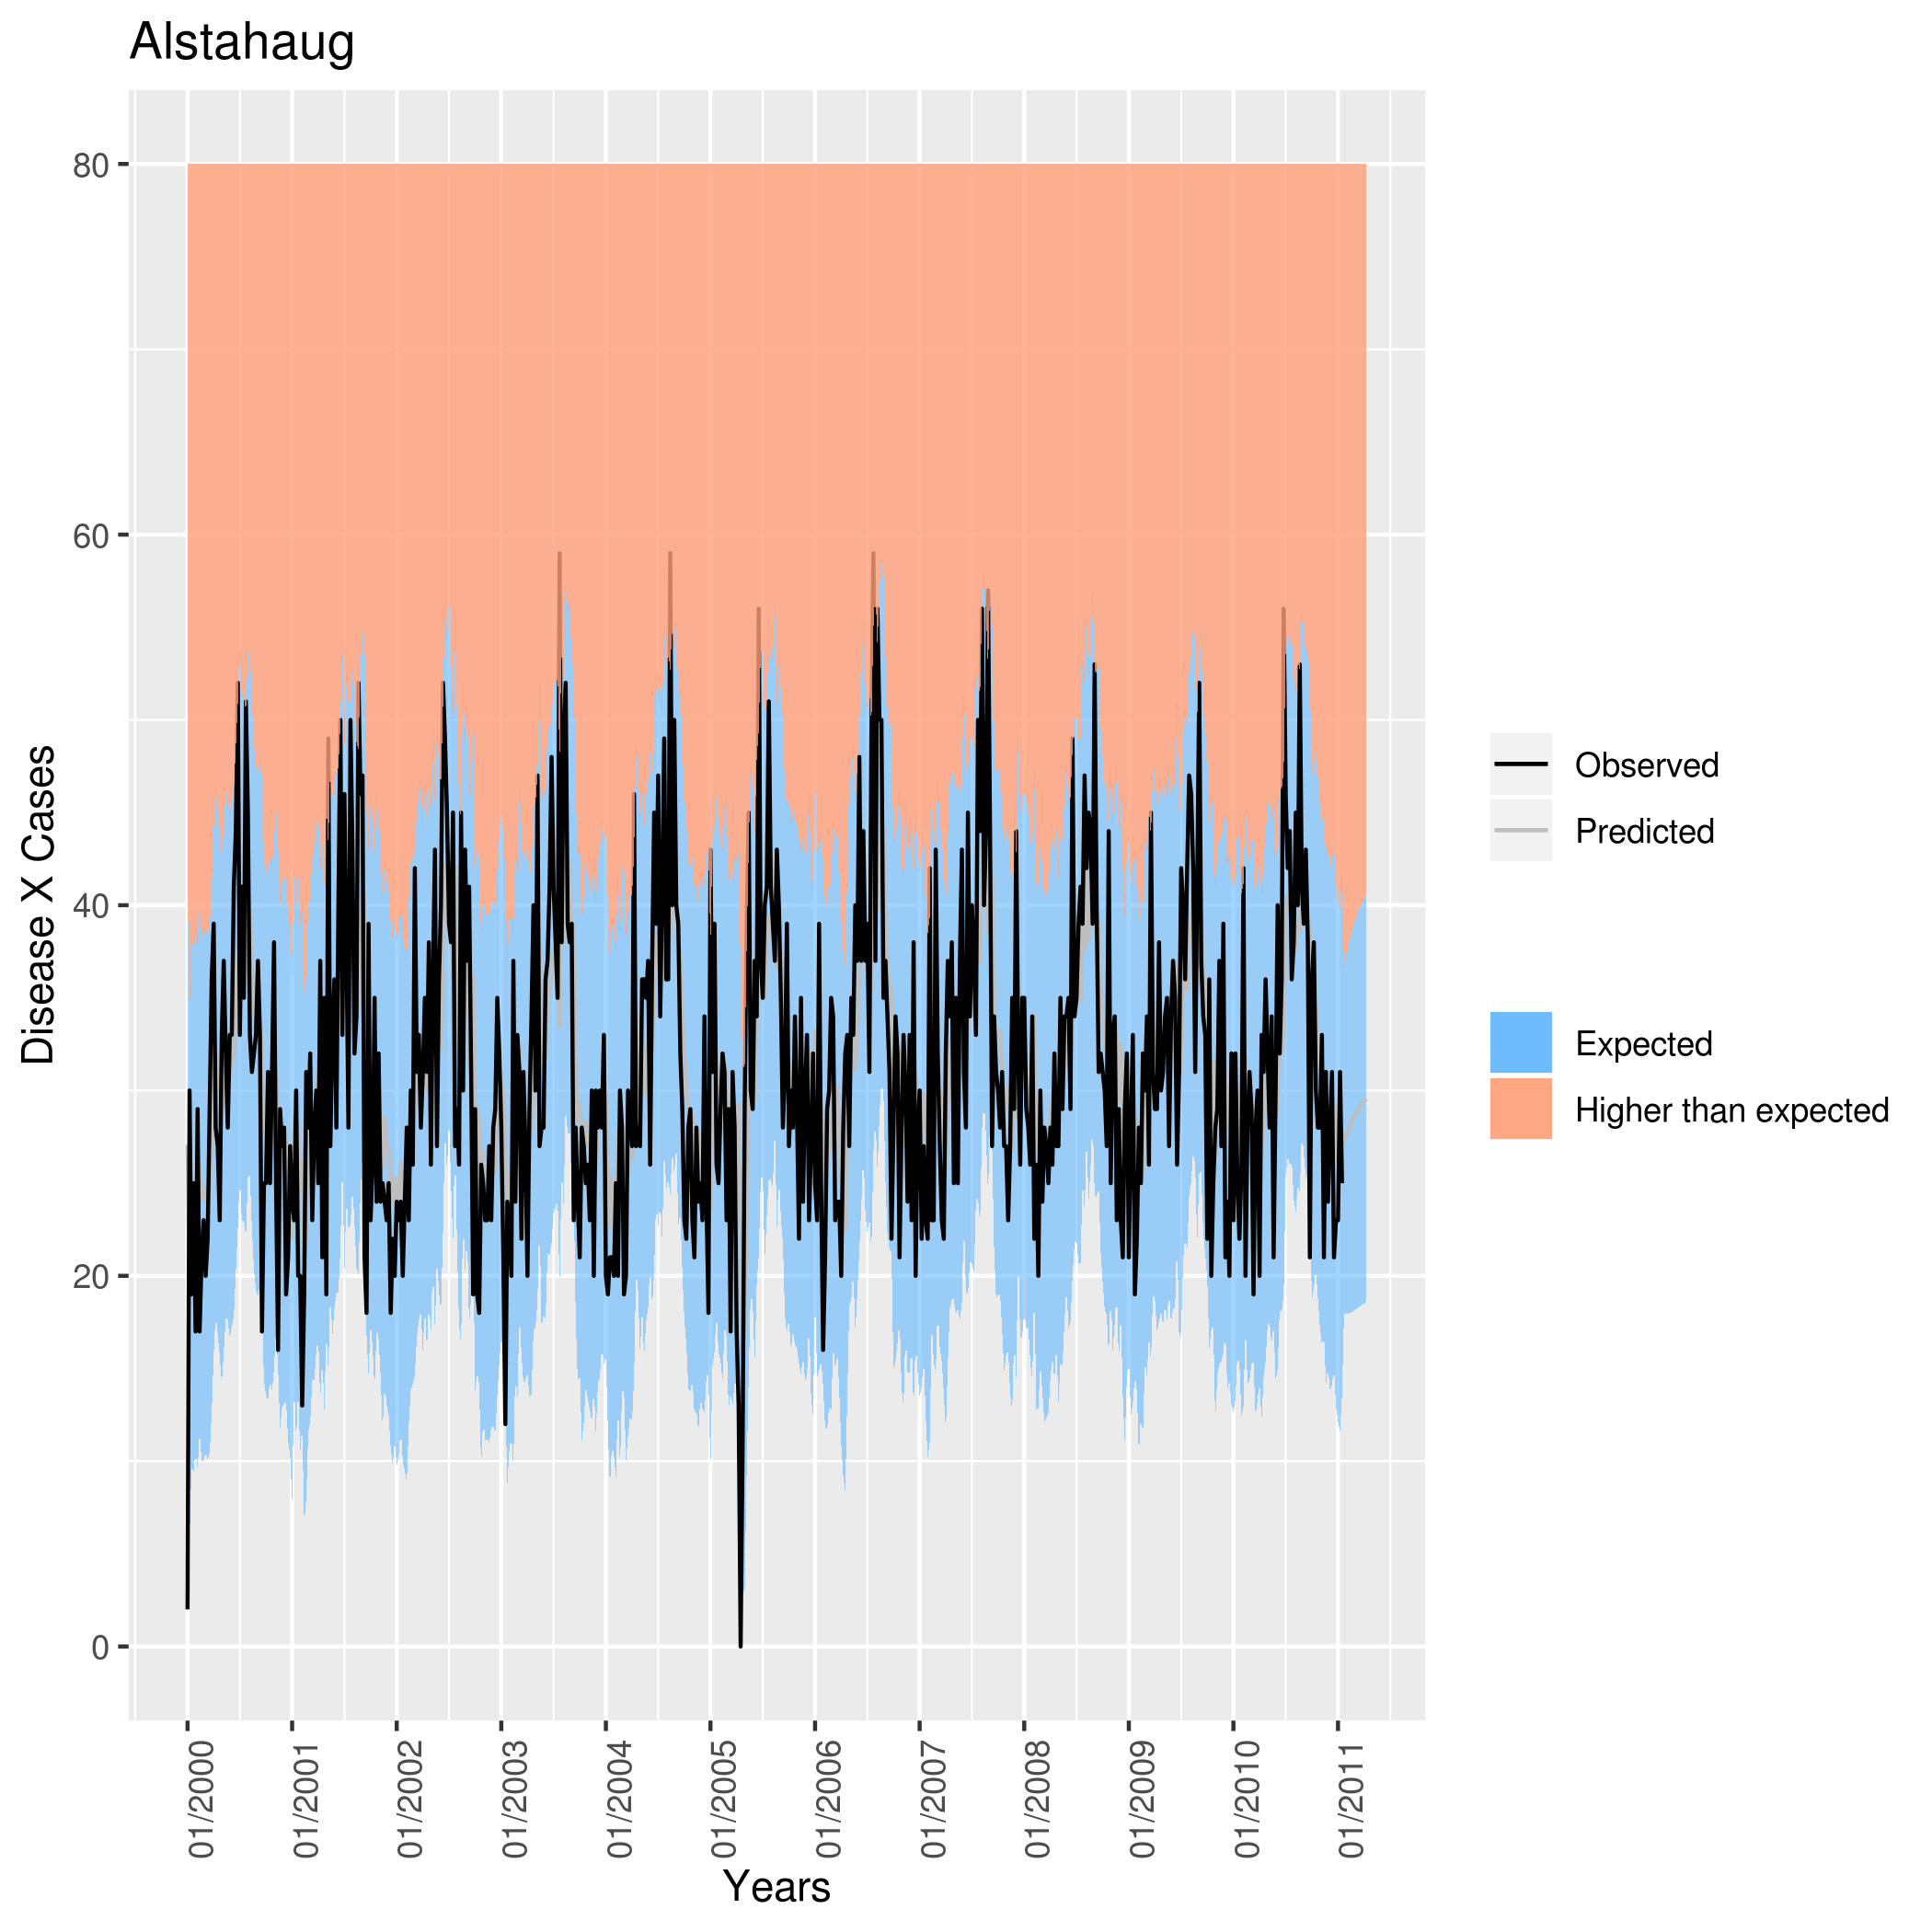 Alstahaug
80
60
40
20
0
Disease X Cases
01/2000
01/2001
01/2002
01/2003
01/2004
01/2005
01/2006
01/2007
01/2008
01/2009
01/2010
01/2011
Years
Observed
Predicted
Expected
Higher than expected